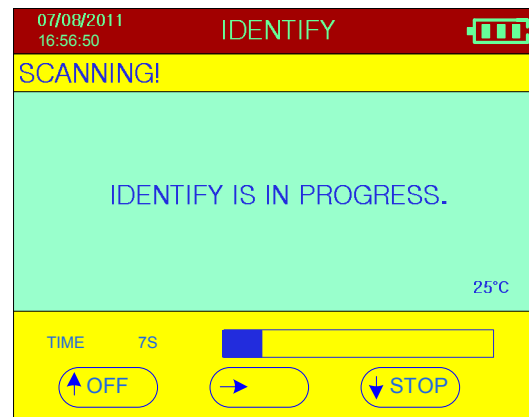 07/08/2011
16:56:50
IDENTIFY
SCANNING!
IDENTIFY IS IN PROGRESS.
25°C
TIME 7S
OFF
STOP